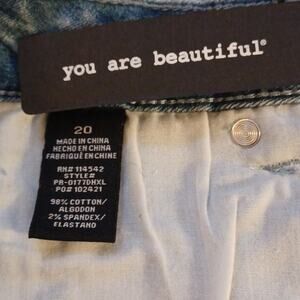 you are beautiful®
20
MADE IN CHINA
HECHO EN CHINA
FABRIQUÉ EN CHINE
RN# 114542
STYLE#
PR-0177DHXL
PO# 102421
98% COTTON/
ALGODON
2% SPANDEX/
ELASTANO